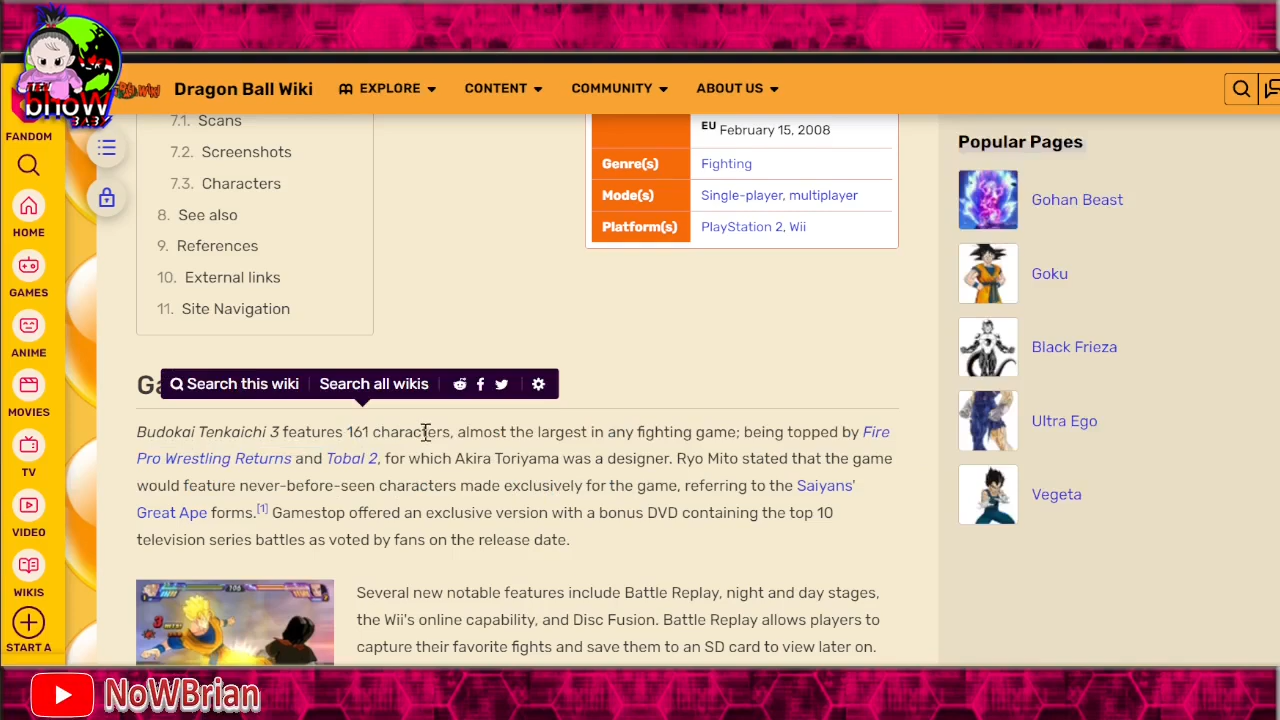 bhoW
FANDOM
HOME
GAMES
ANIME
MOVIES
TV
VIDEO
WIKIS
START A
Dragon Ball Wiki
EXPLORE
CONTENT
COMMUNITY
ABOUT US
7.1. Scans
7.2. Screenshots
7.3. Characters
8. See also
9. References
10. External links
11. Site Navigation
EU February 15, 2008
Genre(s) Fighting
Mode(s) Single-player, multiplayer
Platform(s) PlayStation 2, Wii
Ga
Search this wiki Search all wikis
Budokai Tenkaichi 3 features 161 characters, almost the largest in any fighting game; being topped by Fire
Pro Wrestling Returns and Tobal 2, for which Akira Toriyama was a designer. Ryo Mito stated that the game
would feature never-before-seen characters made exclusively for the game, referring to the Saiyans'
Great Ape forms.[1] Gamestop offered an exclusive version with a bonus DVD containing the top 10
television series battles as voted by fans on the release date.
Several new notable features include Battle Replay, night and day stages,
the Wii's online capability, and Disc Fusion. Battle Replay allows players to
capture their favorite fights and save them to an SD card to view later on.
Popular Pages
Gohan Beast
Goku
Black Frieza
Ultra Ego
Vegeta
NoWBrian